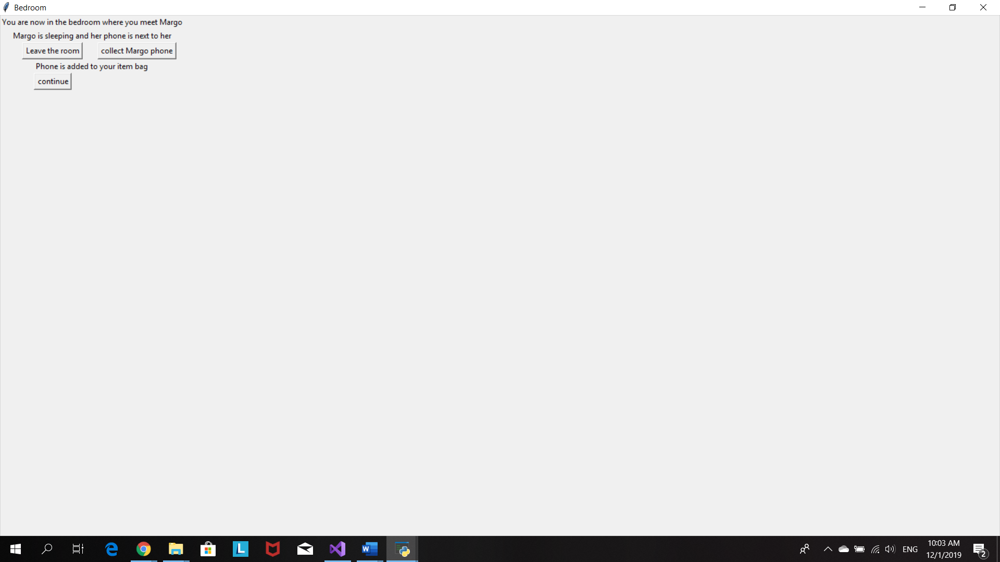 Bedroom
You are now in the bedroom where you meet Margo
Margo is sleeping and her phone is next to her
Leave the room collect Margo phone
Phone is added to your item bag
continue
L W ENG 10:03 AM
12/1/2019 2